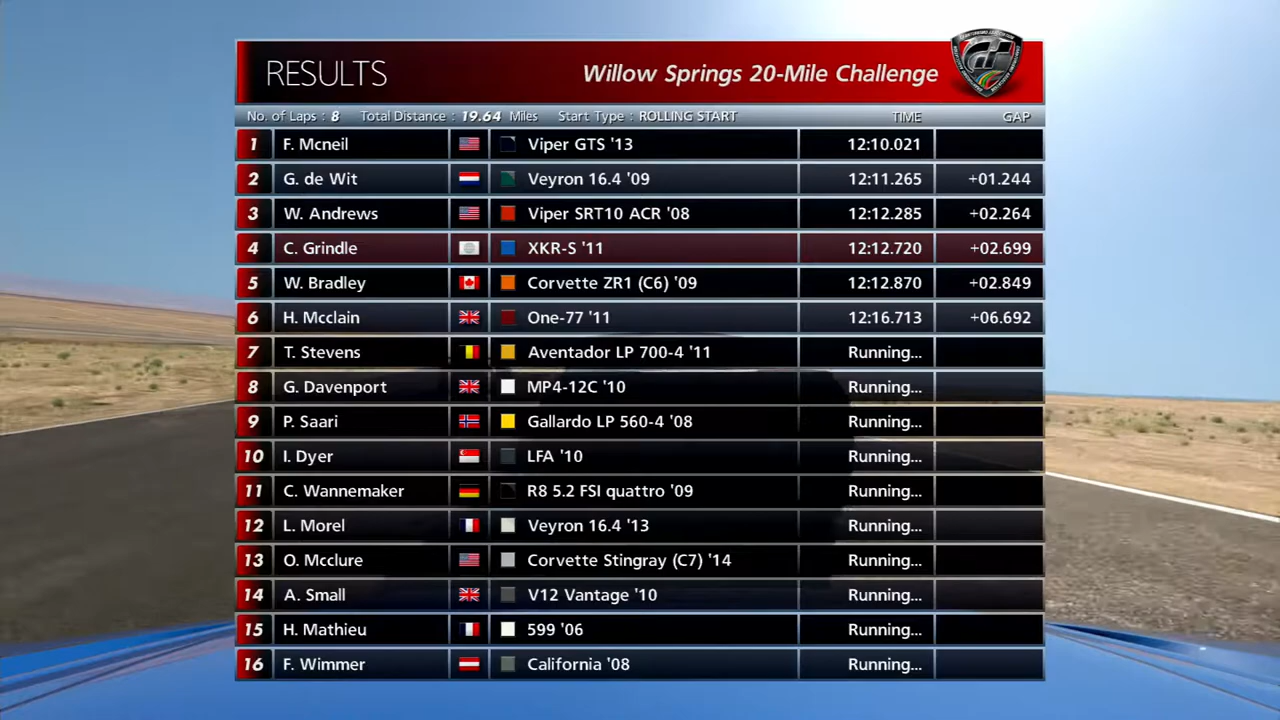 RESULTS Willow Springs 20-Mile Challenge
No. of Laps : 8 Total Distance : 19.64 Miles Start Type : ROLLING START TIME GAP
1 F. Mcneil Viper GTS '13 12:10.021
2 G. de Wit Veyron 16.4 '09 12:11.265 +01.244
3 W. Andrews Viper SRT10 ACR '08 12:12.285 +02.264
4 C. Grindle XKR-S '11 12:12.720 +02.699
5 W. Bradley Corvette ZR1 (C6) '09 12:12.870 +02.849
6 H. Mcclain One-77 '11 12:16.713 +06.692
7 T. Stevens Aventador LP 700-4 '11 Running...
8 G. Davenport MP4-12C '10 Running...
9 P. Saari Gallardo LP 560-4 '08 Running...
10 I. Dyer LFA '10 Running...
11 C. Wannemaker R8 5.2 FSI quattro '09 Running...
12 L. Morel Veyron 16.4 '13 Running...
13 O. Mcclure Corvette Stingray (C7) '14 Running...
14 A. Small V12 Vantage '10 Running...
15 H. Mathieu 599 '06 Running...
16 F. Wimmer California '08 Running...